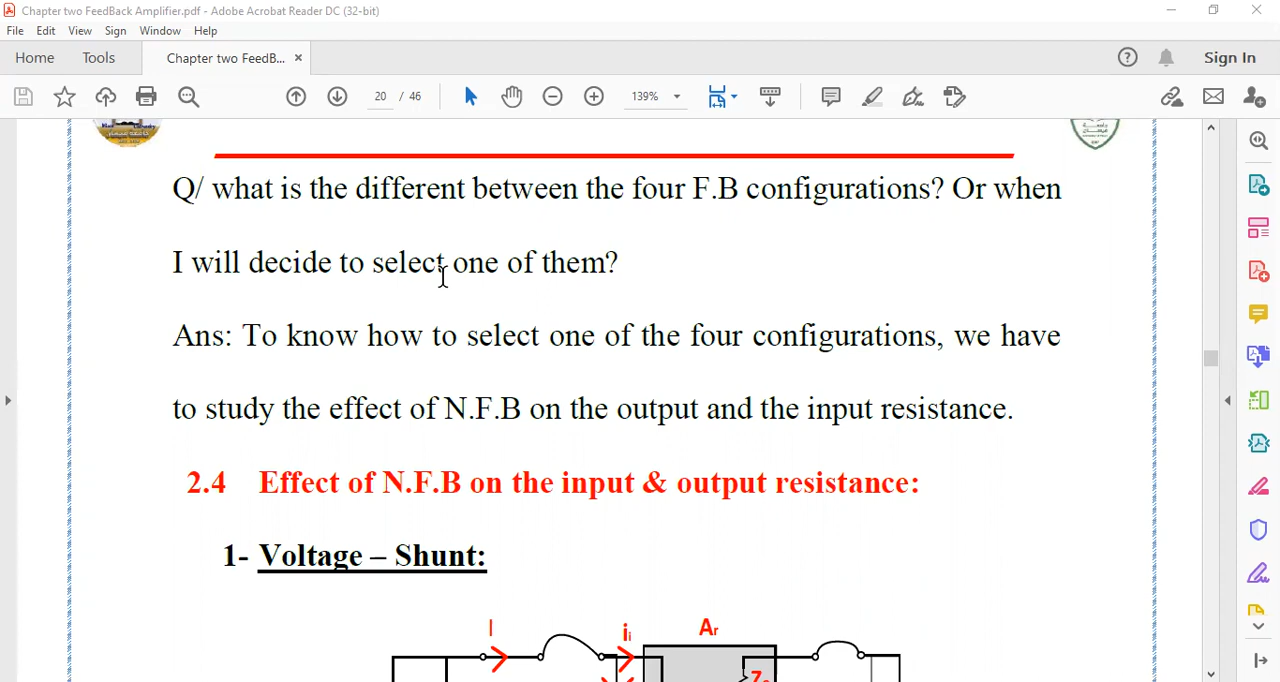 Chapter two FeedBack Amplifier.pdf - Adobe Acrobat Reader DC (32-bit)
File Edit View Sign Window Help
Home Tools Chapter two FeedB... × Sign In
20 / 46 139%
Q/ what is the different between the four F.B configurations? Or when
I will decide to select one of them?
Ans: To know how to select one of the four configurations, we have
to study the effect of N.F.B on the output and the input resistance.
2.4 Effect of N.F.B on the input & output resistance:
1- Voltage – Shunt:
I
ii
Ar